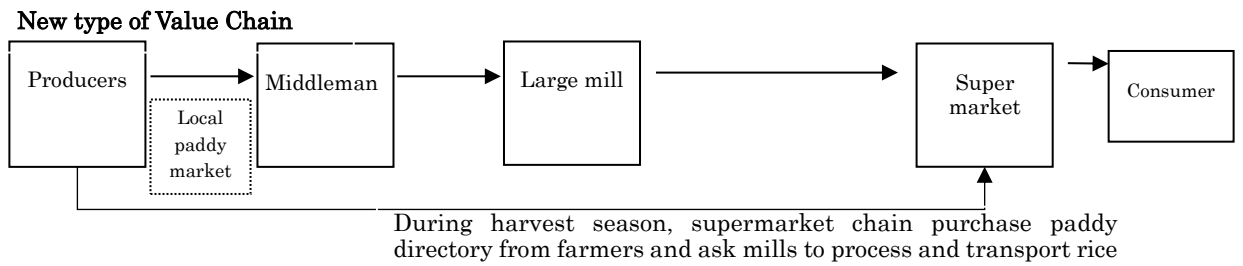 New type of Value Chain
Producers
Local
paddy
market
Middleman
Large mill
Super
market
Consumer
During harvest season, supermarket chain purchase paddy
directory from farmers and ask mills to process and transport rice